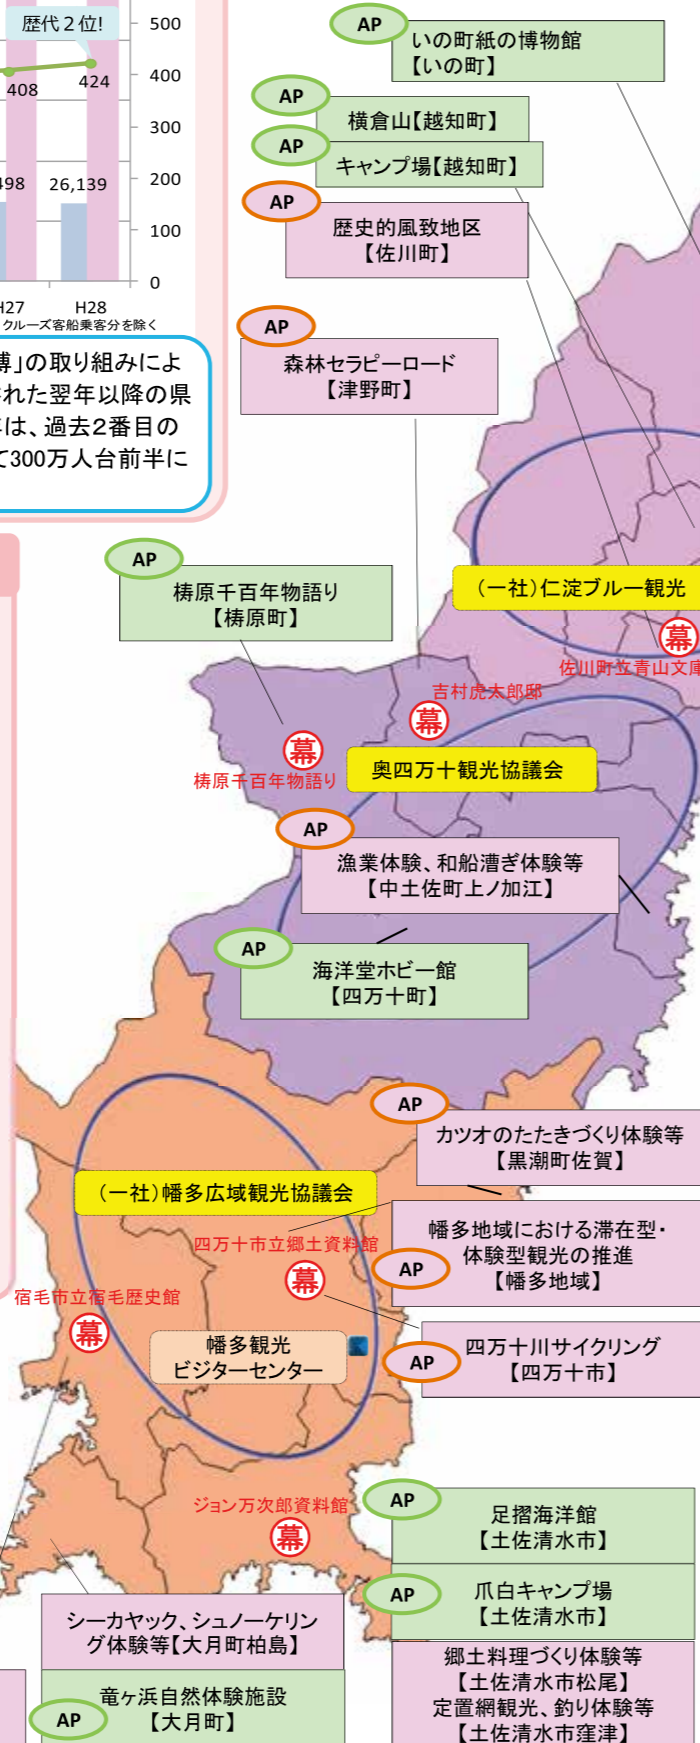 歴代２位!
500
400
300
200
100
0
408
424
498
26,139
H27
H28
クルーズ客船乗客分を除く
博」の取り組みによ
された翌年以降の県
は、過去2番目の
て300万人台前半に
AP
いの町紙の博物館
【いの町】
AP
横倉山【越知町】
AP
キャンプ場【越知町】
AP
歴史的風致地区
【佐川町】
AP
森林セラピーロード
【津野町】
AP
梼原千百年物語り
【梼原町】
（一社）仁淀ブルー観光
幕
佐川町立青山文庫
吉村虎太郎邸
幕
幕
梼原千百年物語り
奥四万十観光協議会
AP
漁業体験、和船漕ぎ体験等
【中土佐町上ノ加江】
AP
海洋堂ホビー館
【四万十町】
AP
カツオのたたきづくり体験等
【黒潮町佐賀】
（一社）幡多広域観光協議会
幡多地域における滞在型・
体験型観光の推進
【幡多地域】
AP
四万十市立郷土資料館
幕
宿毛市立宿毛歴史館
幕
幡多観光
ビジターセンター
AP
四万十川サイクリング
【四万十市】
ジョン万次郎資料館
幕
AP
足摺海洋館
【土佐清水市】
AP
爪白キャンプ場
【土佐清水市】
シーカヤック、シュノーケリン
グ体験等【大月町柏島】
AP
竜ヶ浜自然体験施設
【大月町】
郷土料理づくり体験等
【土佐清水市松尾】
定置網観光、釣り体験等
【土佐清水市窪津】